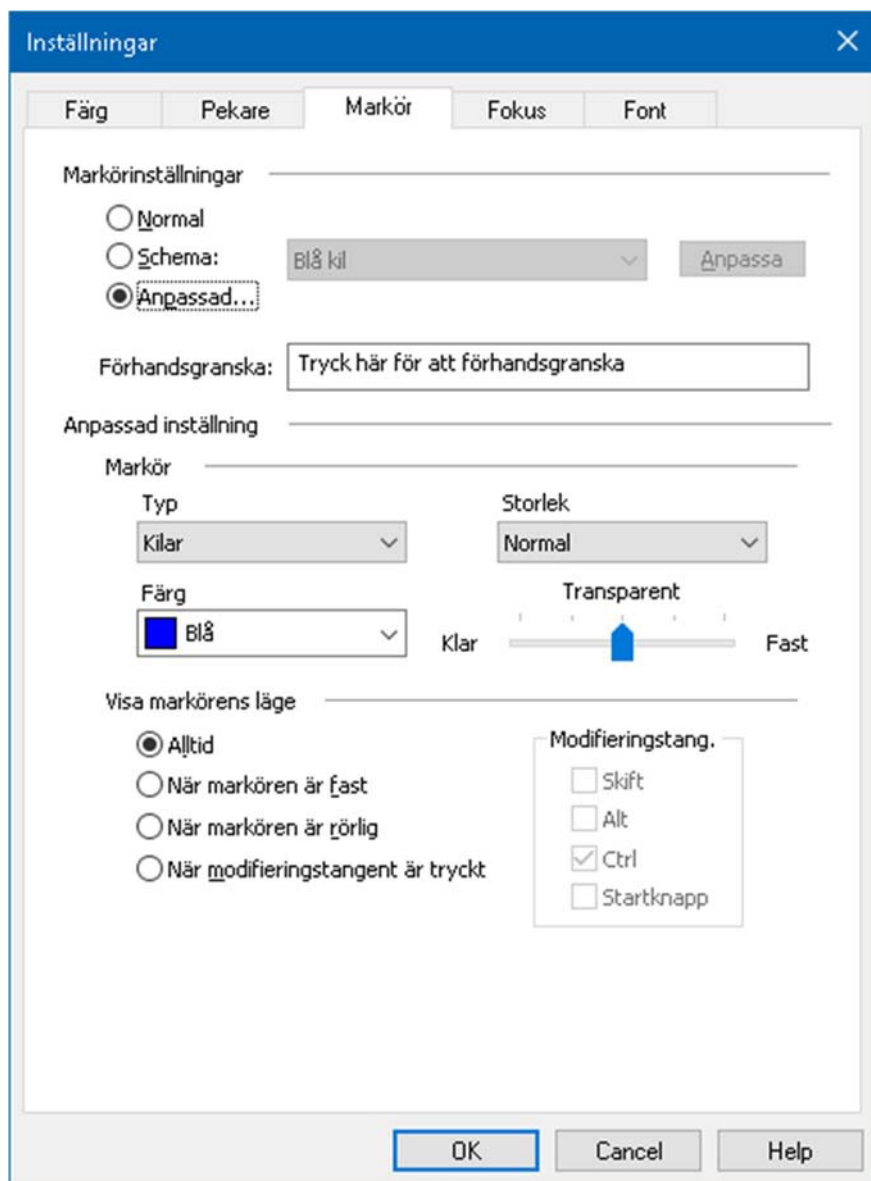 Inställningar
Färg Pekare Markör Fokus Font
Markörinställningar
Normal
Schema: Blå kil Anpassa
Anpassad...
Förhandsgranska: Tryck här för att förhandsgranska
Anpassad inställning
Markör
Typ Storlek
Kilar Normal
Färg Transparent
Blå Klar Fast
Visa markörens läge
Alltid Modifieringstang.
När markören är fast Skift
När markören är rörlig Alt
När modifieringstangent är tryckt Ctrl
Startknapp
OK Cancel Help